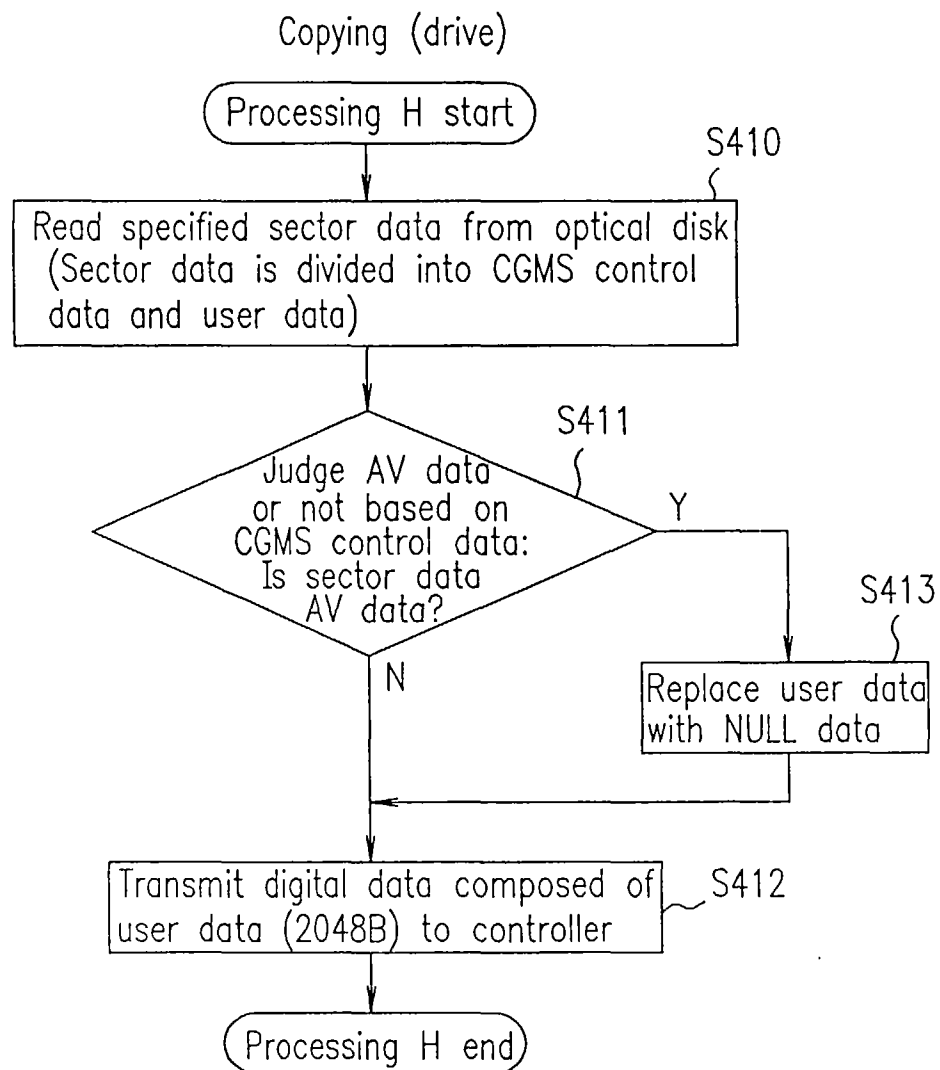 Copying (drive)
Processing H start
S410
Read specified sector data from optical disk
(Sector data is divided into CGMS control
data and user data)
S411
Judge AV data
or not based on
CGMS control data:
Is sector data
AV data?
Y
N
S413
Replace user data
with NULL data
Transmit digital data composed of
user data (2048B) to controller
S412
Processing H end